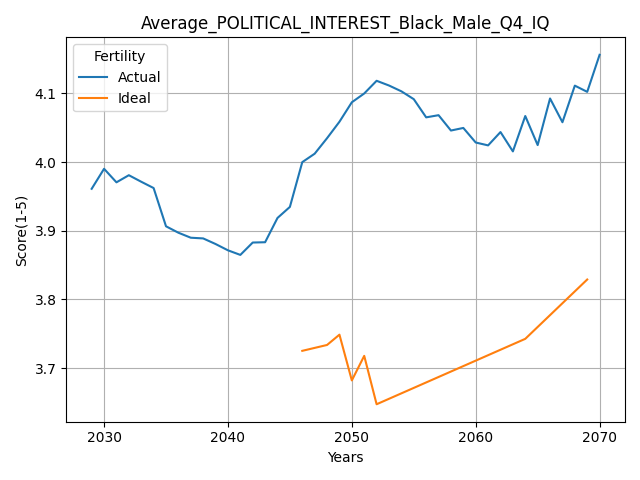 Average_POLITICAL_INTEREST_Black_Male_Q4_IQ
Fertility
Actual
Ideal
Score(1-5)
4.1
4.0
3.9
3.8
3.7
2030 2040 2050 2060 2070
Years